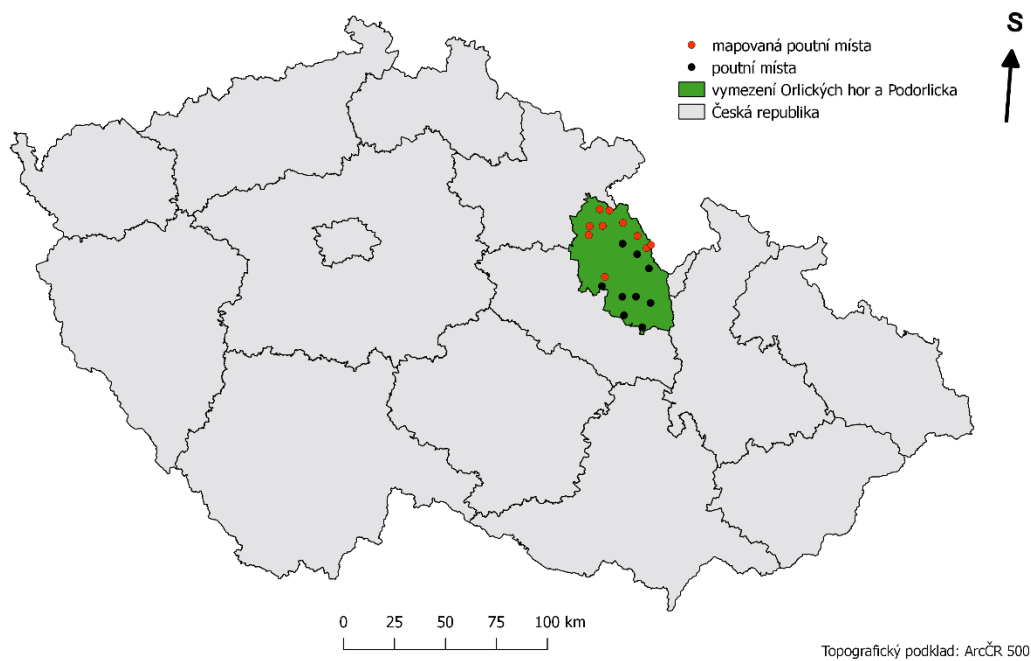 S
mapovaná poutní místa
poutní místa
vymezení Orlických hor a Podorlicka
Česká republika
0 25 50 75 100 km
Topografický podklad: ArcČR 500